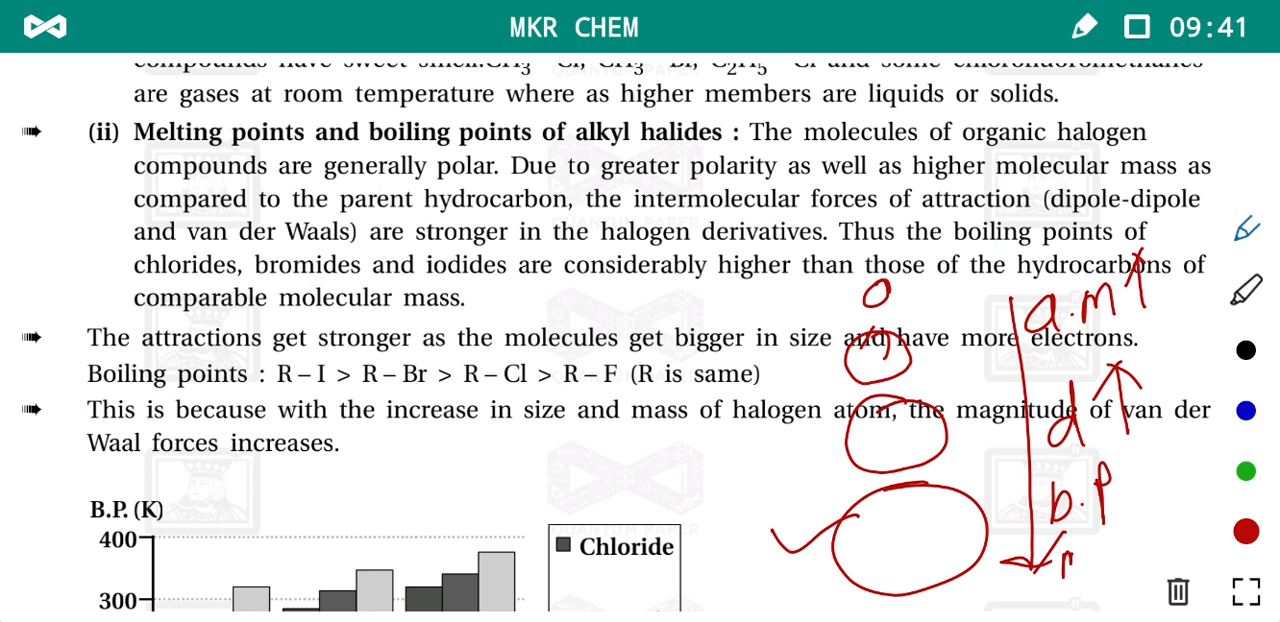 MKR CHEM
09:41
are gases at room temperature where as higher members are liquids or solids.
(ii) Melting points and boiling points of alkyl halides : The molecules of organic halogen
compounds are generally polar. Due to greater polarity as well as higher molecular mass as
compared to the parent hydrocarbon, the intermolecular forces of attraction (dipole-dipole
and van der Waals) are stronger in the halogen derivatives. Thus the boiling points of
chlorides, bromides and iodides are considerably higher than those of the hydrocarbons of
comparable molecular mass.
a.m↑
The attractions get stronger as the molecules get bigger in size and have more electrons.
Boiling points : R – I > R – Br > R – Cl > R – F (R is same)
This is because with the increase in size and mass of halogen atom, the magnitude of van der
d↑
Waal forces increases.
b.p
B.P. (K)
400
Chloride
300
QUANTUM PAPER
QUANTUM PAPER